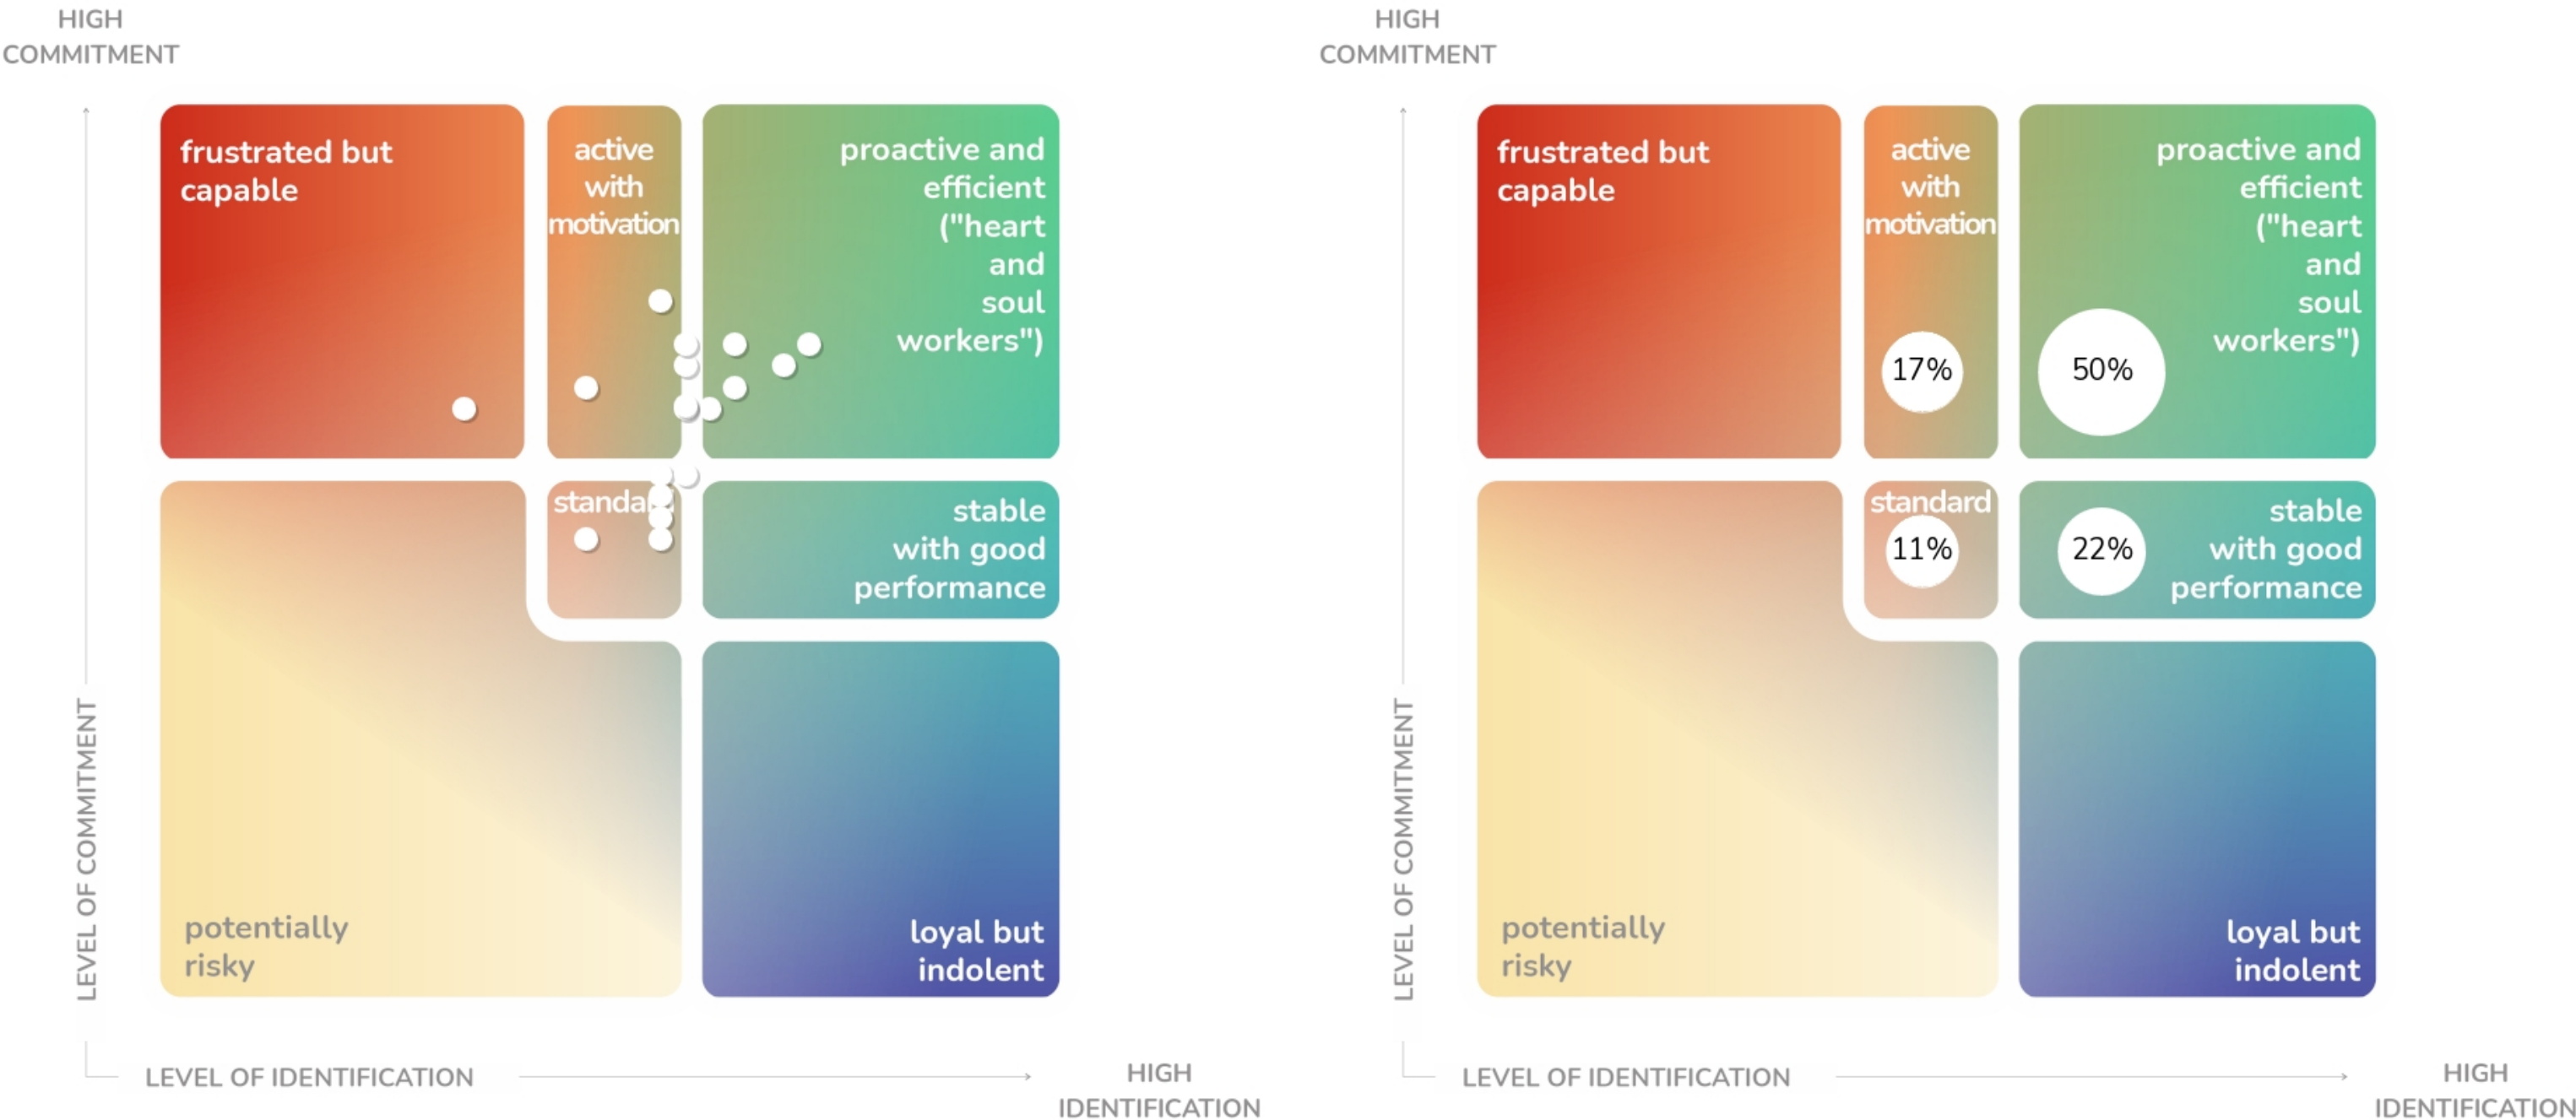 HIGH
COMMITMENT
frustrated but
capable
active
with
motivation
proactive and
efficient
("heart
and
soul
workers")
standa
stable
with good
performance
potentially
risky
loyal but
indolent
LEVEL OF COMMITMENT
LEVEL OF IDENTIFICATION
HIGH
IDENTIFICATION
HIGH
COMMITMENT
frustrated but
capable
active
with
motivation
proactive and
efficient
("heart
and
soul
workers")
17%
50%
standard
11%
22%
stable
with good
performance
potentially
risky
loyal but
indolent
LEVEL OF COMMITMENT
LEVEL OF IDENTIFICATION
HIGH
IDENTIFICATION